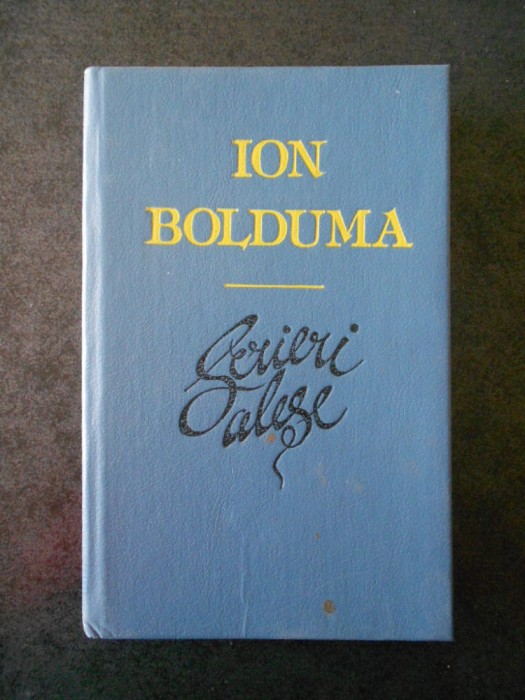 ION
BOLDUMA
Scrieri
alese